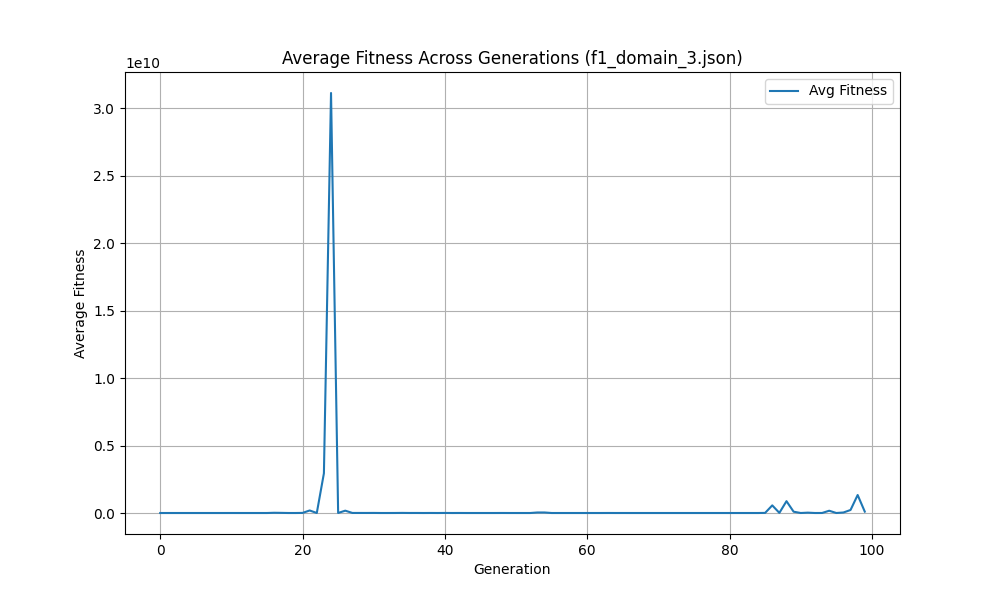 Average Fitness Across Generations (f1_domain_3.json)
1e10
Avg Fitness
3.0
2.5
2.0
1.5
1.0
0.5
0.0
Average Fitness
0 20 40 60 80 100
Generation